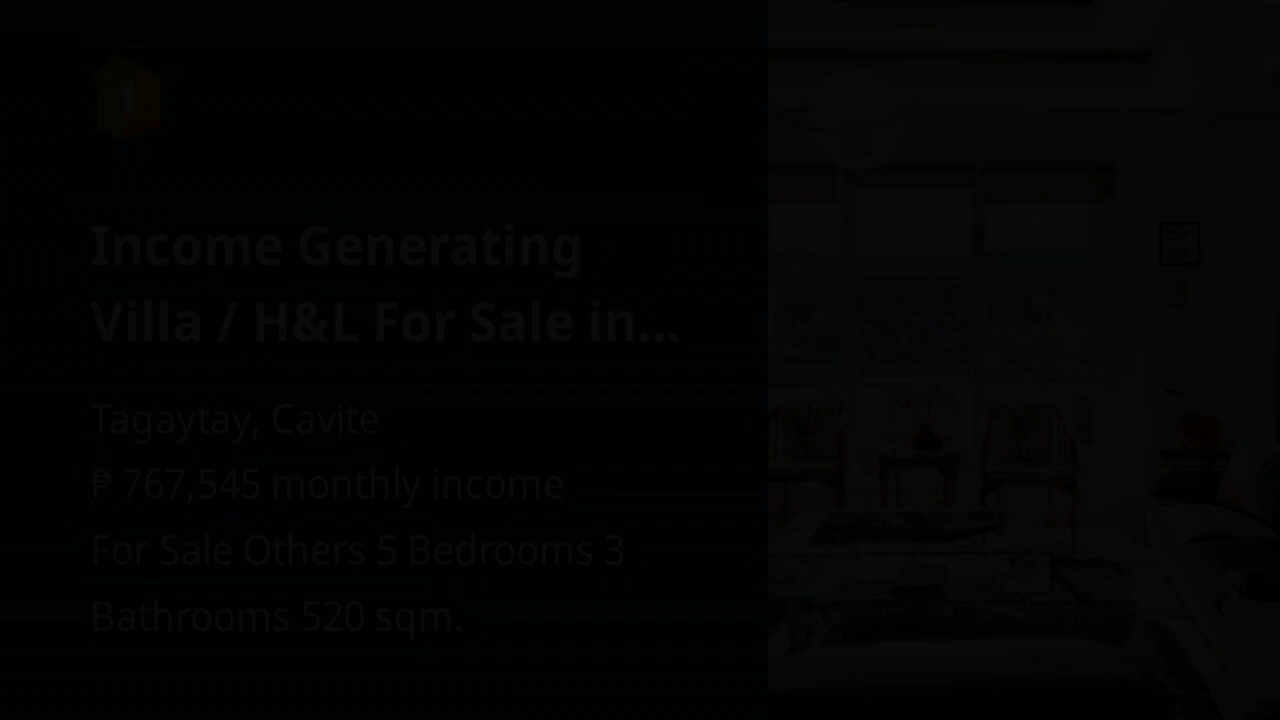 Income Generating
Villa / H&L For Sale in...
Tagaytay, Cavite
₱ 767,545 monthly income
For Sale Others 5 Bedrooms 3
Bathrooms 520 sqm.